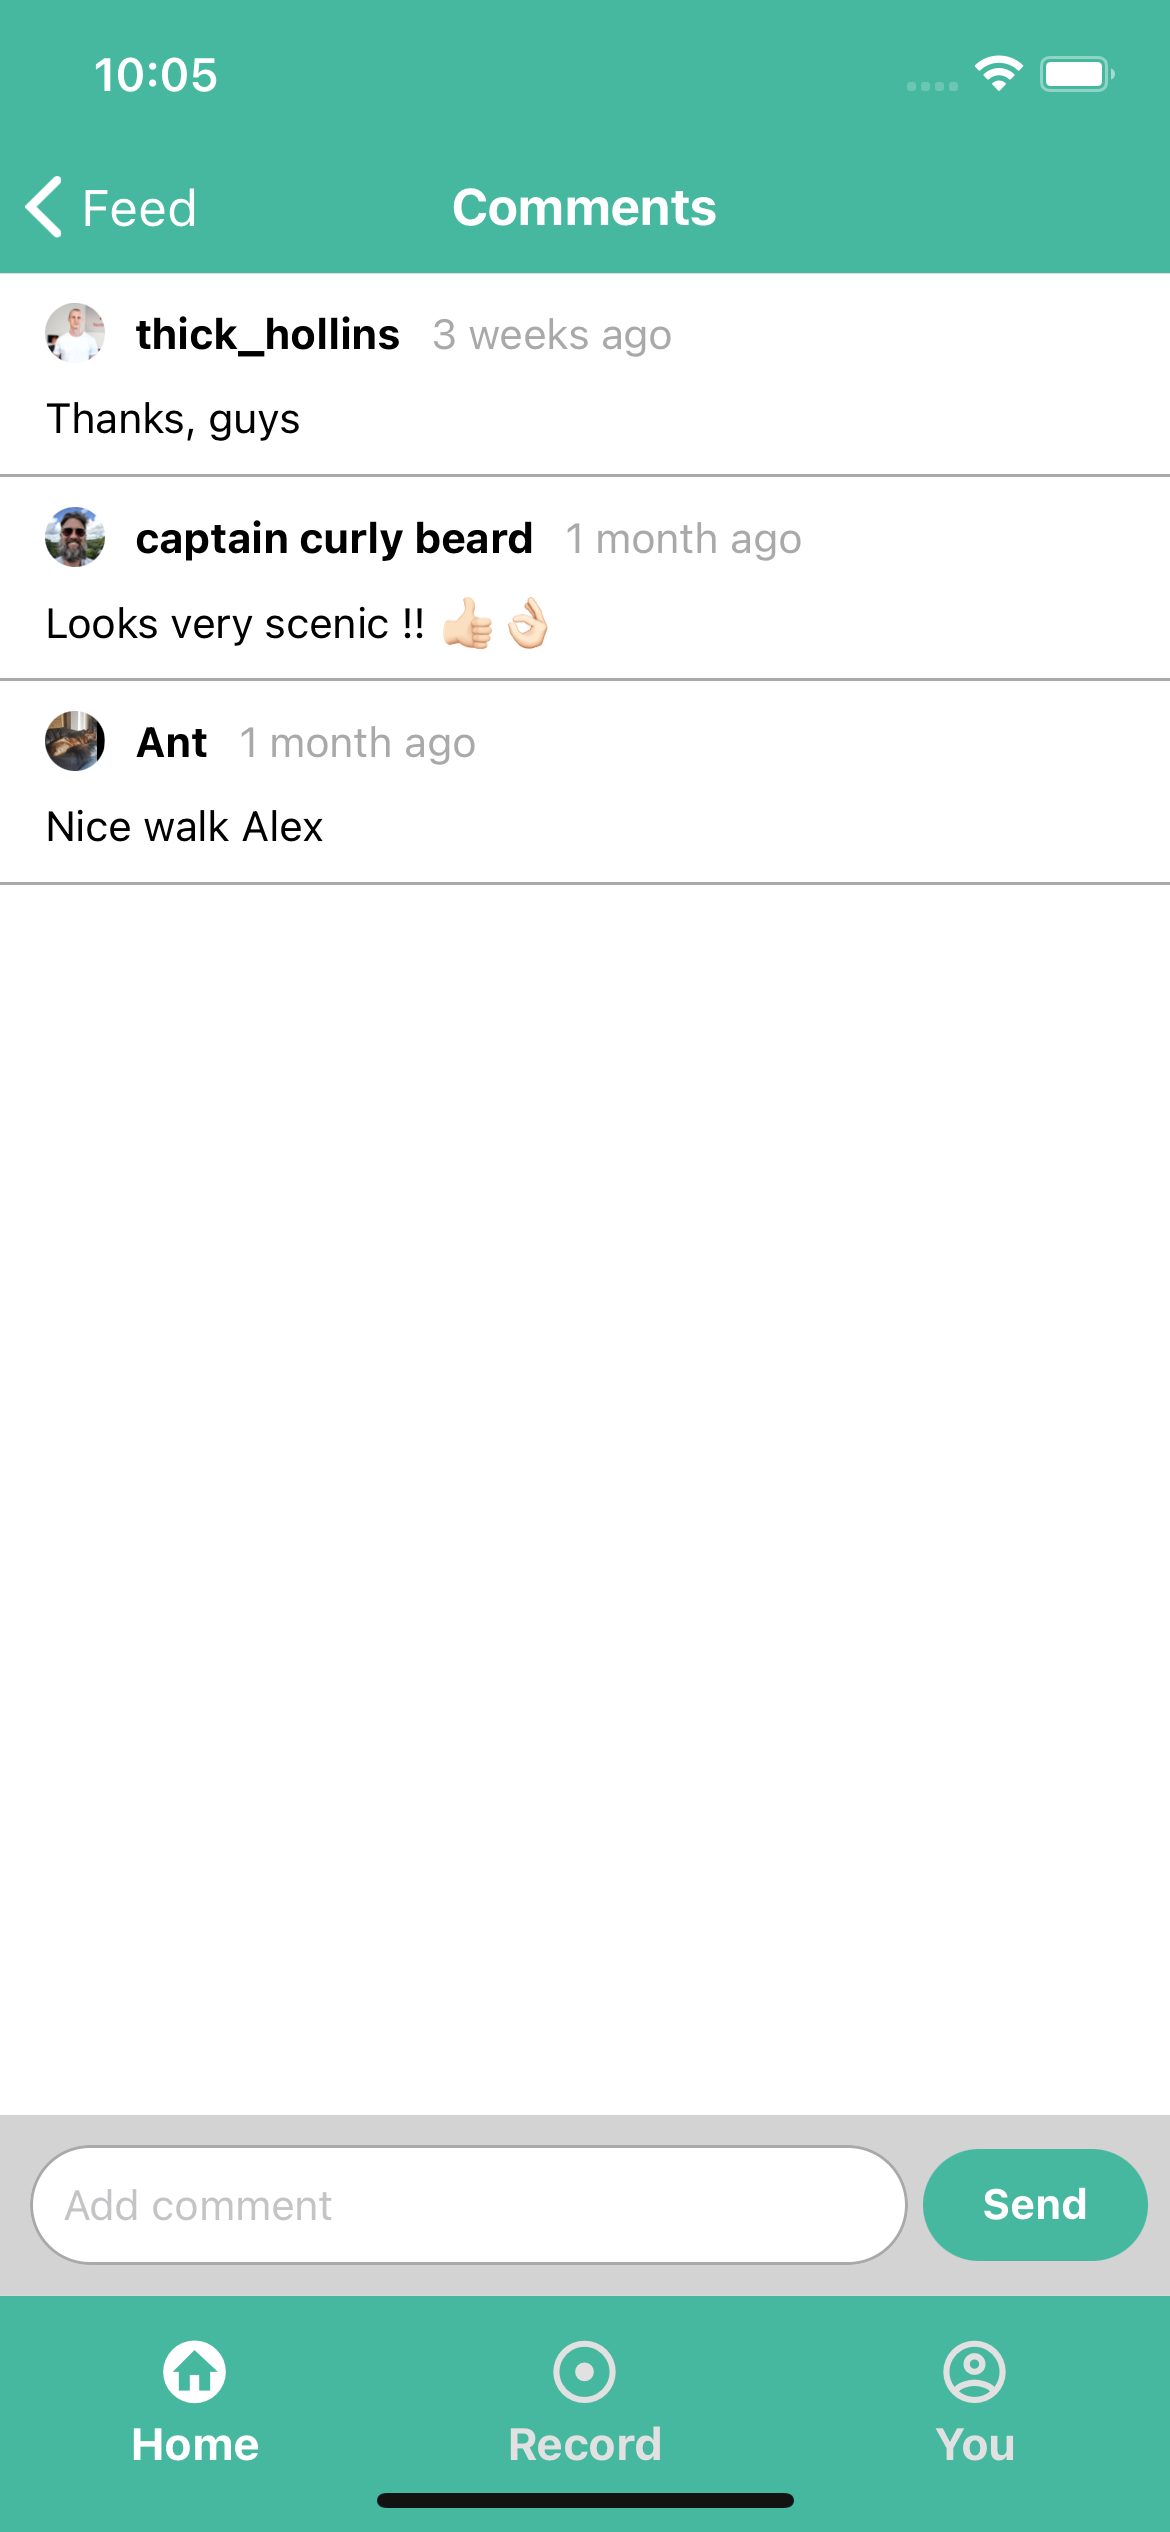 10:05
Feed
Comments
thick_hollins 3 weeks ago
Thanks, guys
captain curly beard 1 month ago
Looks very scenic !! 👍🏻👌🏻
Ant 1 month ago
Nice walk Alex
Add comment
Send
Home
Record
You